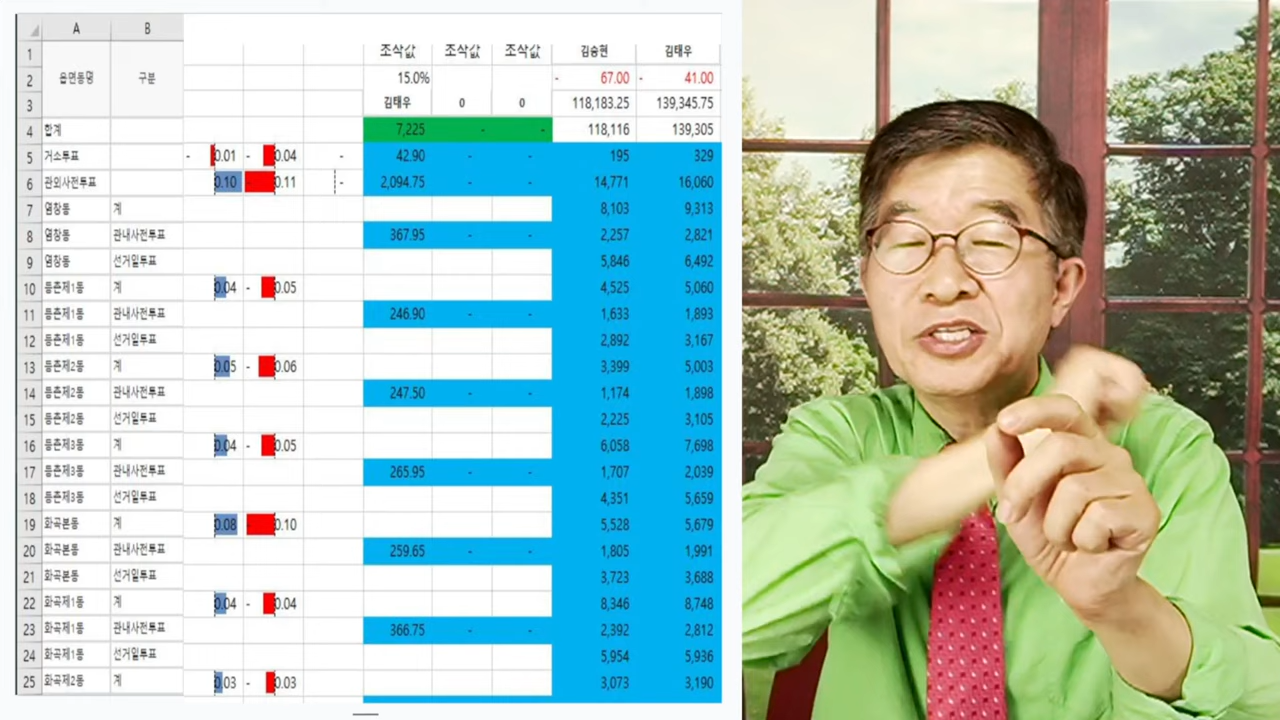 A B
1 조작값 조작값 조작값 김승현 김태우
2 읍면동명 구분 15.0% - 67.00 - 41.00
3 김태우 0 0 118,183.25 139,345.75
4 합계 7,225 - - 118,116 139,305
5 거소투표 - 0.01 - 0.04 - 42.90 - - 195 329
6 관외사전투표 0.10 0.11 - 2,094.75 - - 14,771 16,060
7 염창동 계 8,103 9,313
8 염창동 관내사전투표 367.95 - - 2,257 2,821
9 염창동 선거일투표 5,846 6,492
10 등촌제1동 계 0.04 - 0.05 4,525 5,060
11 등촌제1동 관내사전투표 246.90 - - 1,633 1,893
12 등촌제1동 선거일투표 2,892 3,167
13 등촌제2동 계 0.05 - 0.06 3,399 5,003
14 등촌제2동 관내사전투표 247.50 - - 1,174 1,898
15 등촌제2동 선거일투표 2,225 3,105
16 등촌제3동 계 0.04 - 0.05 6,058 7,698
17 등촌제3동 관내사전투표 265.95 - - 1,707 2,039
18 등촌제3동 선거일투표 4,351 5,659
19 화곡본동 계 0.08 - 0.10 5,528 5,679
20 화곡본동 관내사전투표 259.65 - - 1,805 1,991
21 화곡본동 선거일투표 3,723 3,688
22 화곡제1동 계 0.04 - 0.04 8,346 8,748
23 화곡제1동 관내사전투표 366.75 - - 2,392 2,812
24 화곡제1동 선거일투표 5,954 5,936
25 화곡제2동 계 0.03 - 0.03 3,073 3,190